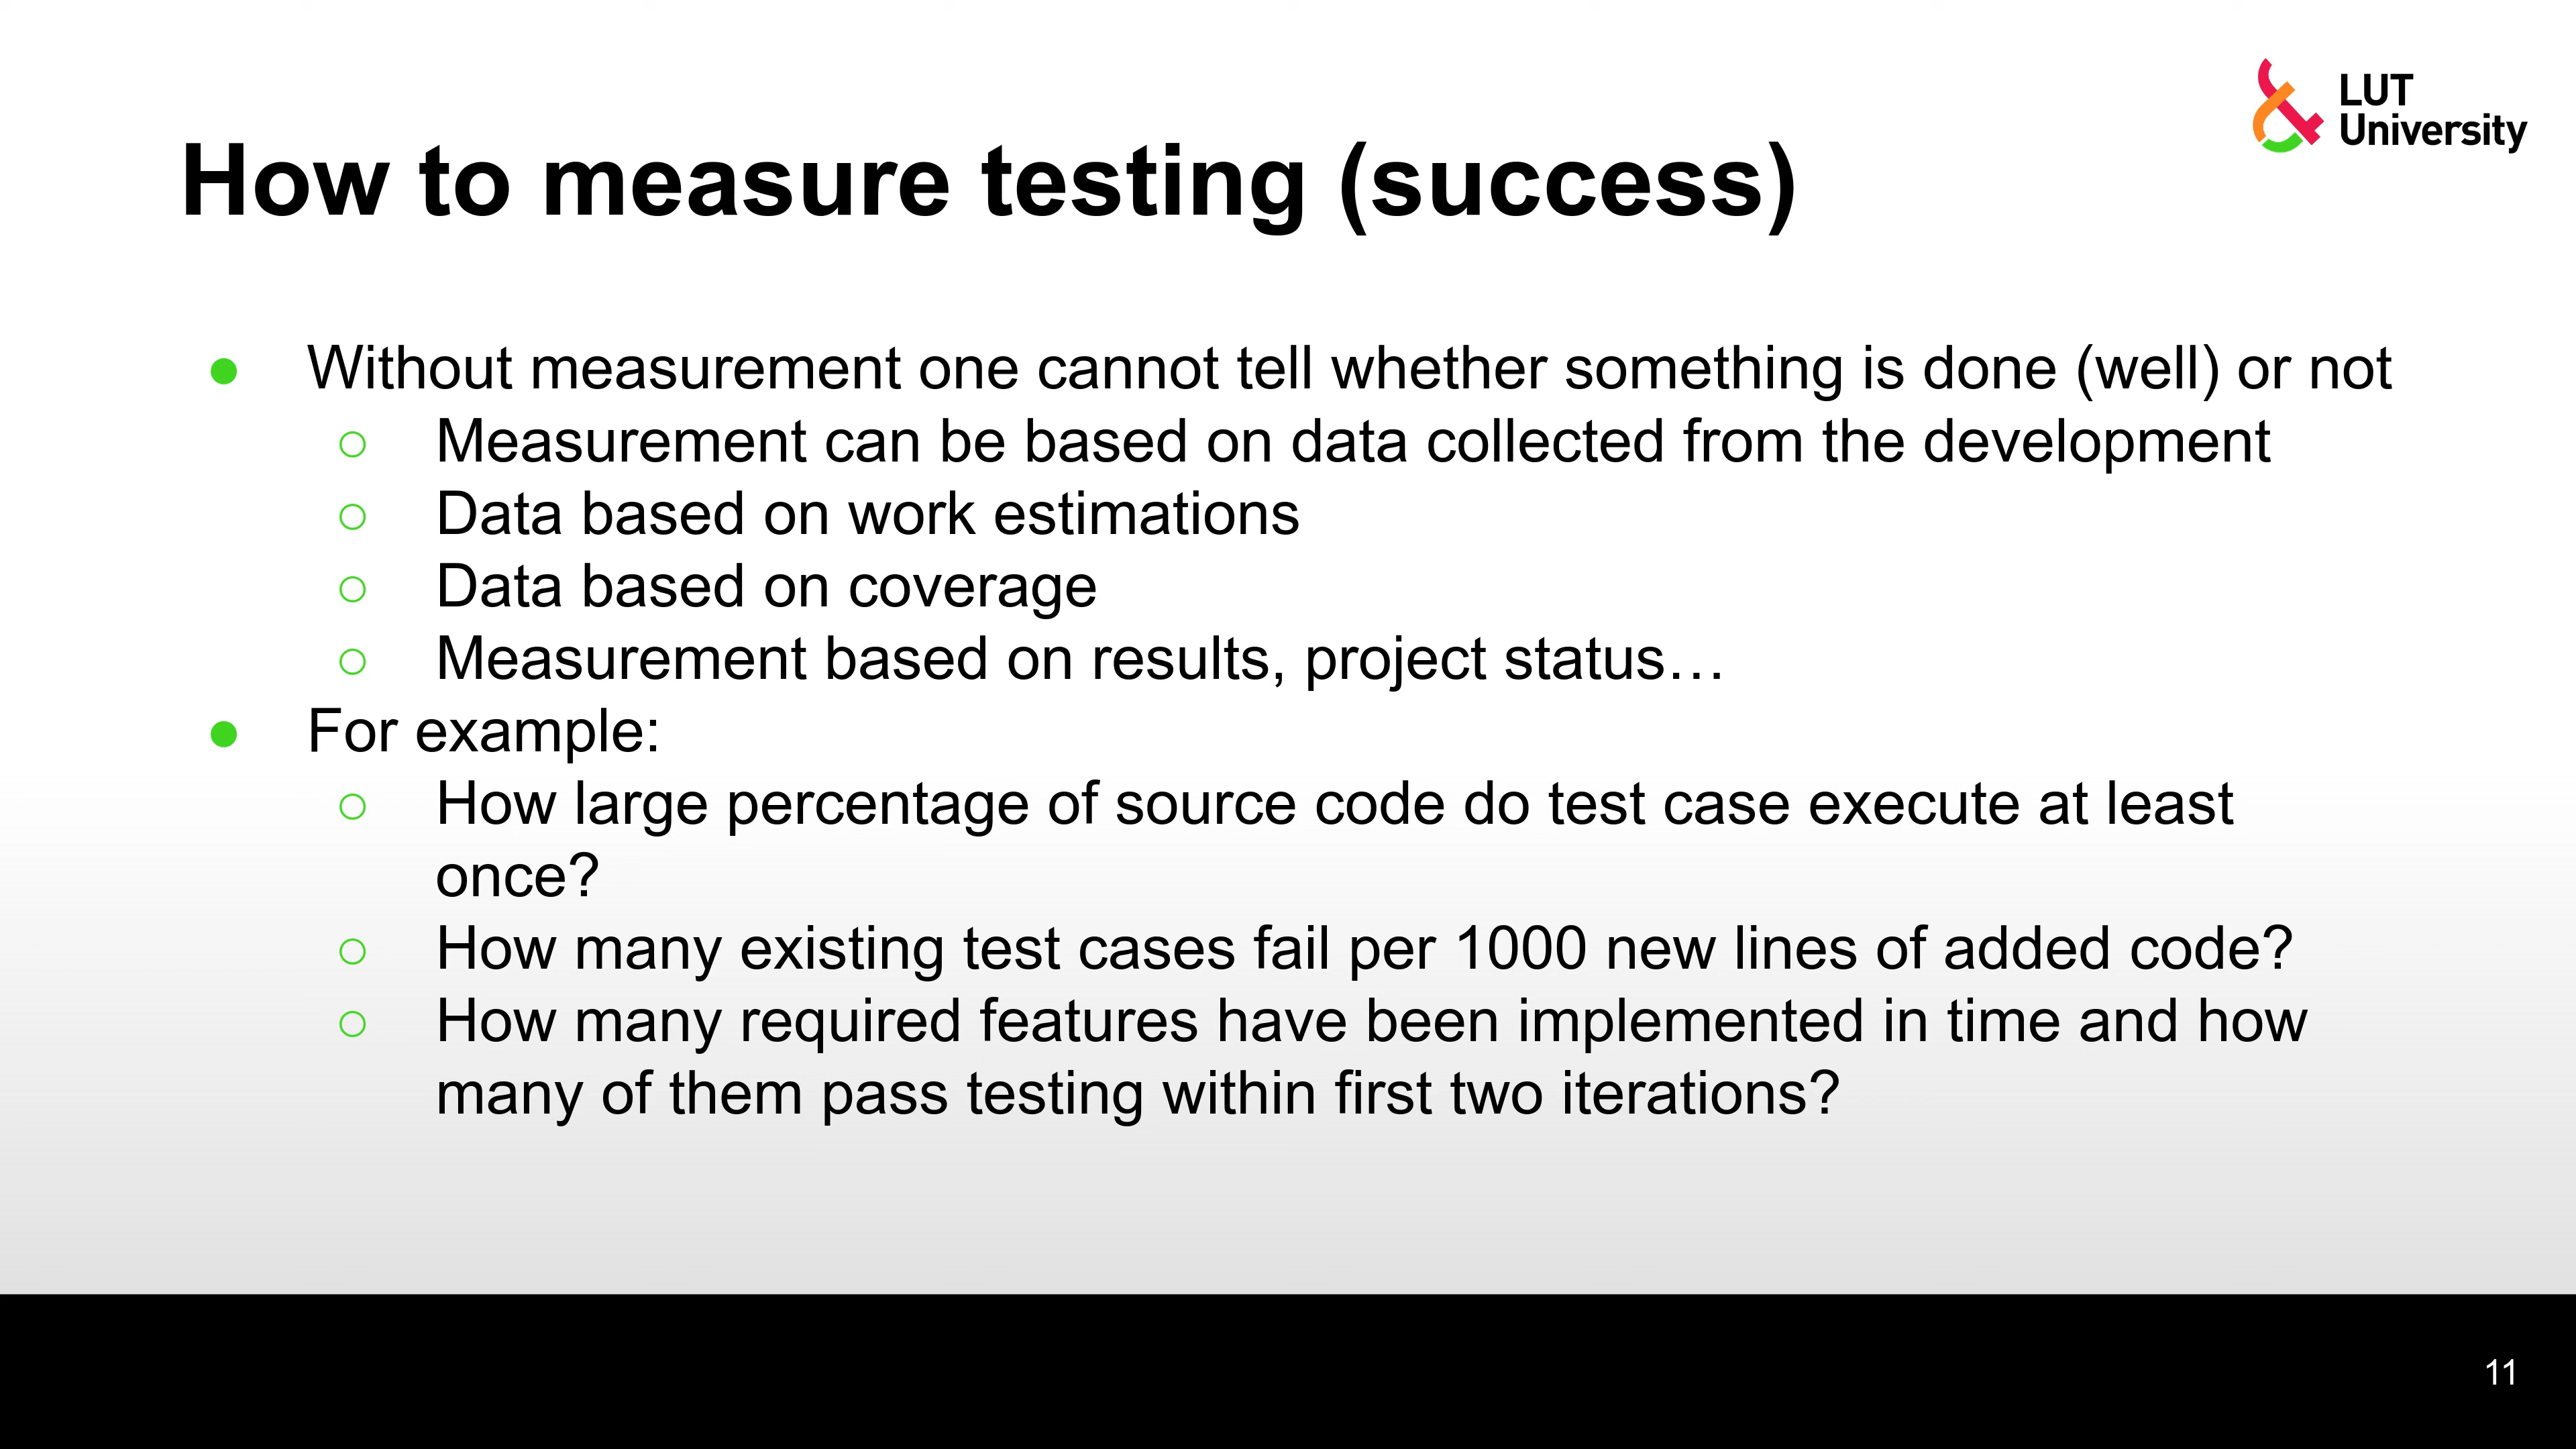 LUT
University
How to measure testing (success)
● Without measurement one cannot tell whether something is done (well) or not
○ Measurement can be based on data collected from the development
○ Data based on work estimations
○ Data based on coverage
○ Measurement based on results, project status…
● For example:
○ How large percentage of source code do test case execute at least
once?
○ How many existing test cases fail per 1000 new lines of added code?
○ How many required features have been implemented in time and how
many of them pass testing within first two iterations?
11